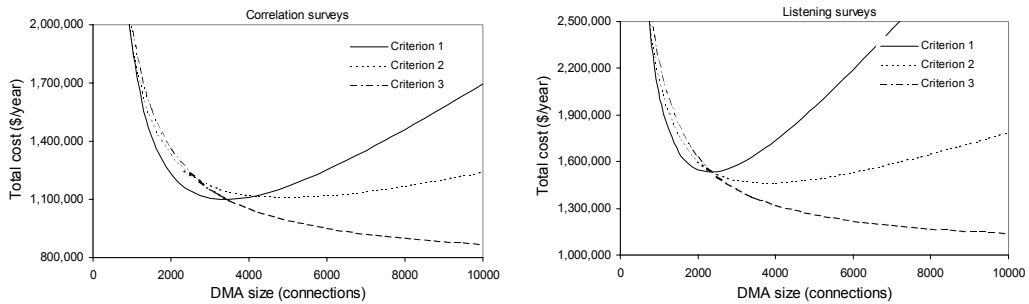 Correlation surveys
2,000,000
1,700,000
1,400,000
1,100,000
800,000
Total cost ($/year)
Criterion 1
Criterion 2
Criterion 3
0 2000 4000 6000 8000 10000
DMA size (connections)
Listening surveys
2,500,000
2,200,000
1,900,000
1,600,000
1,300,000
1,000,000
Total cost ($/year)
Criterion 1
Criterion 2
Criterion 3
0 2000 4000 6000 8000 10000
DMA size (connections)